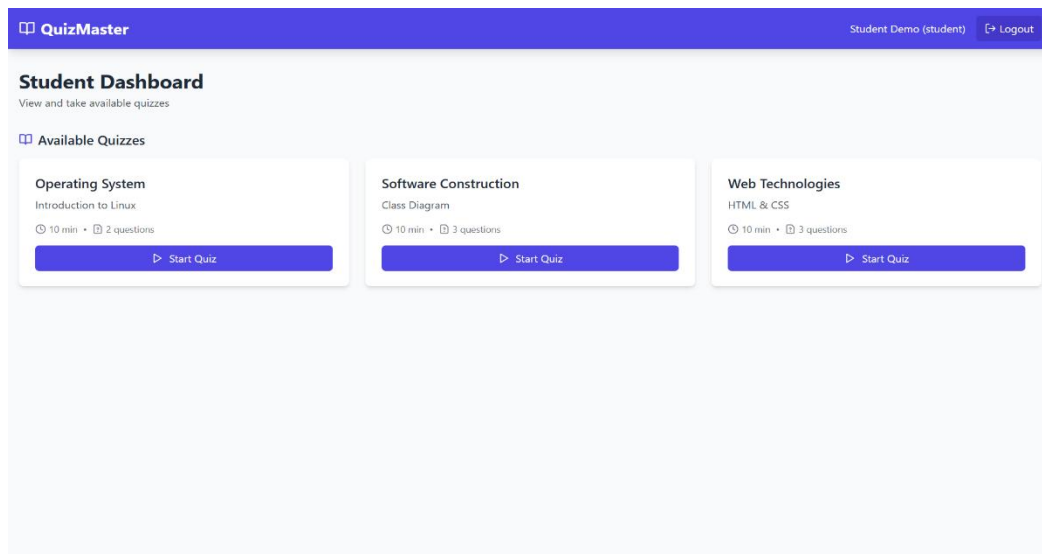 QuizMaster
Student Demo (student)
Logout
Student Dashboard
View and take available quizzes
Available Quizzes
Operating System
Introduction to Linux
10 min • 2 questions
Start Quiz
Software Construction
Class Diagram
10 min • 3 questions
Start Quiz
Web Technologies
HTML & CSS
10 min • 3 questions
Start Quiz